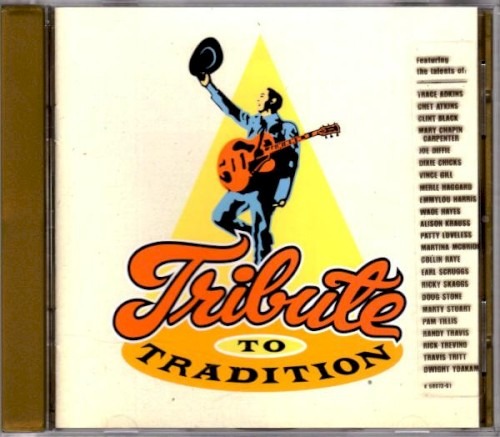 Featuring
the talents of:
TRACE ADKINS
CHET ATKINS
CLINT BLACK
MARY CHAPIN
CARPENTER
JOE DIFFIE
DIXIE CHICKS
VINCE GILL
MERLE HAGGARD
EMMYLOU HARRIS
WADE HAYES
ALISON KRAUSS
PATTY LOVELESS
MARTINA MCBRIDE
COLLIN RAYE
EARL SCRUGGS
RICKY SKAGGS
DOUG STONE
MARTY STUART
PAM TILLIS
RANDY TRAVIS
RICK TREVINO
TRAVIS TRITT
DWIGHT YOAKAM
Tribute
TO
TRADITION